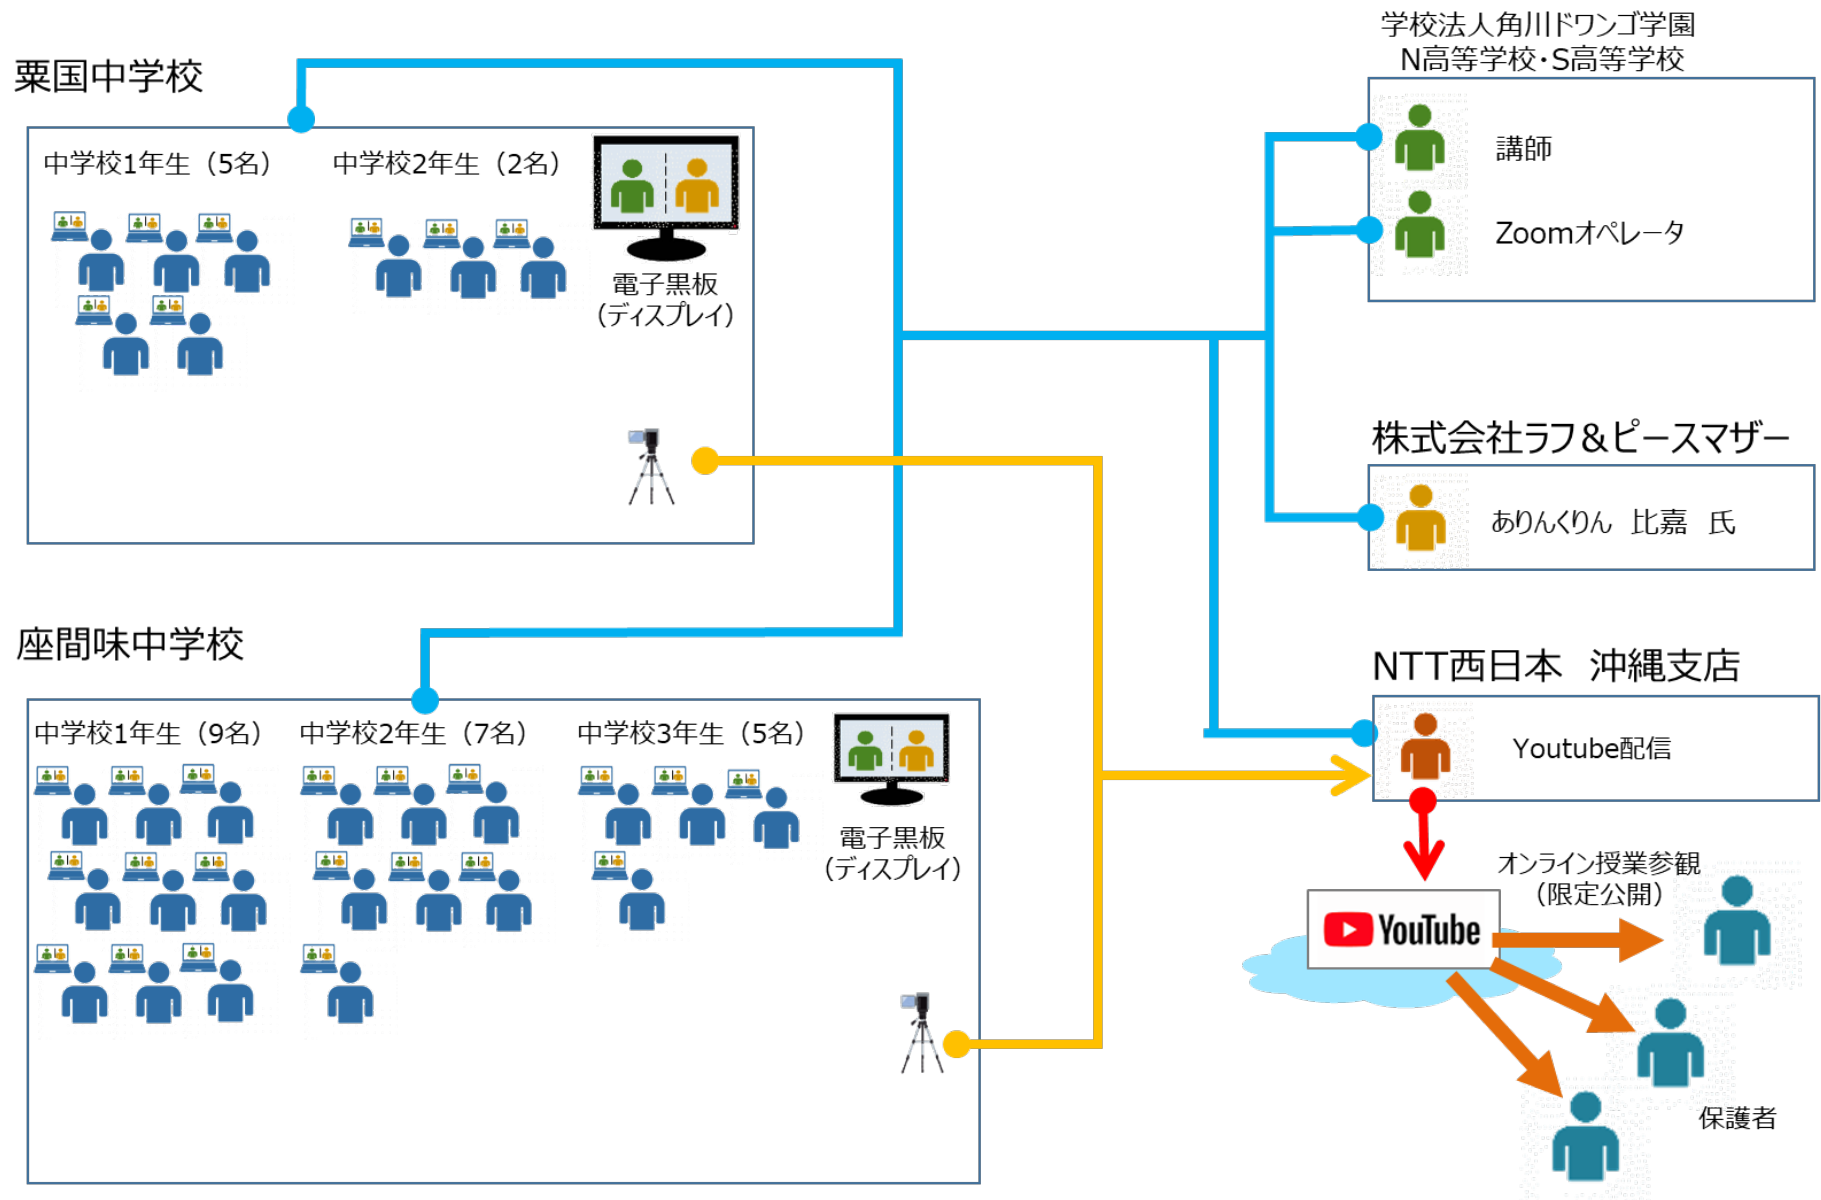 学校法人角川ドワンゴ学園
N高等学校・S高等学校
講師
Zoomオペレータ
粟国中学校
中学校1年生（5名）
中学校2年生（2名）
電子黒板
（ディスプレイ）
株式会社ラフ＆ピースマザー
ありんくりん　比嘉　氏
座間味中学校
中学校1年生（9名）
中学校2年生（7名）
中学校3年生（5名）
電子黒板
（ディスプレイ）
NTT西日本　沖縄支店
Youtube配信
オンライン授業参観
（限定公開）
YouTube
保護者